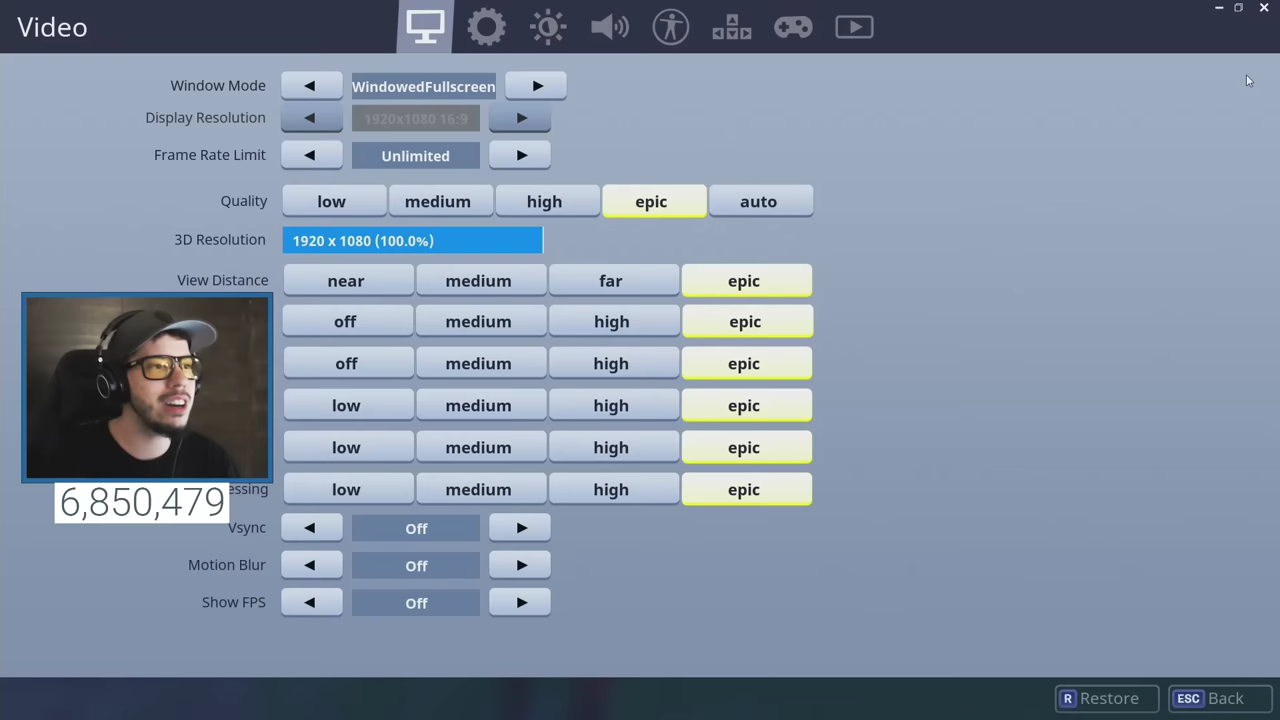 Video
Window Mode WindowedFullscreen
Display Resolution 1920x1080 16:9
Frame Rate Limit Unlimited
Quality low medium high epic auto
3D Resolution 1920 x 1080 (100.0%)
View Distance near medium far epic
off medium high epic
off medium high epic
low medium high epic
low medium high epic
low medium high epic
6,850,479
Vsync Off
Motion Blur Off
Show FPS Off
R Restore ESC Back